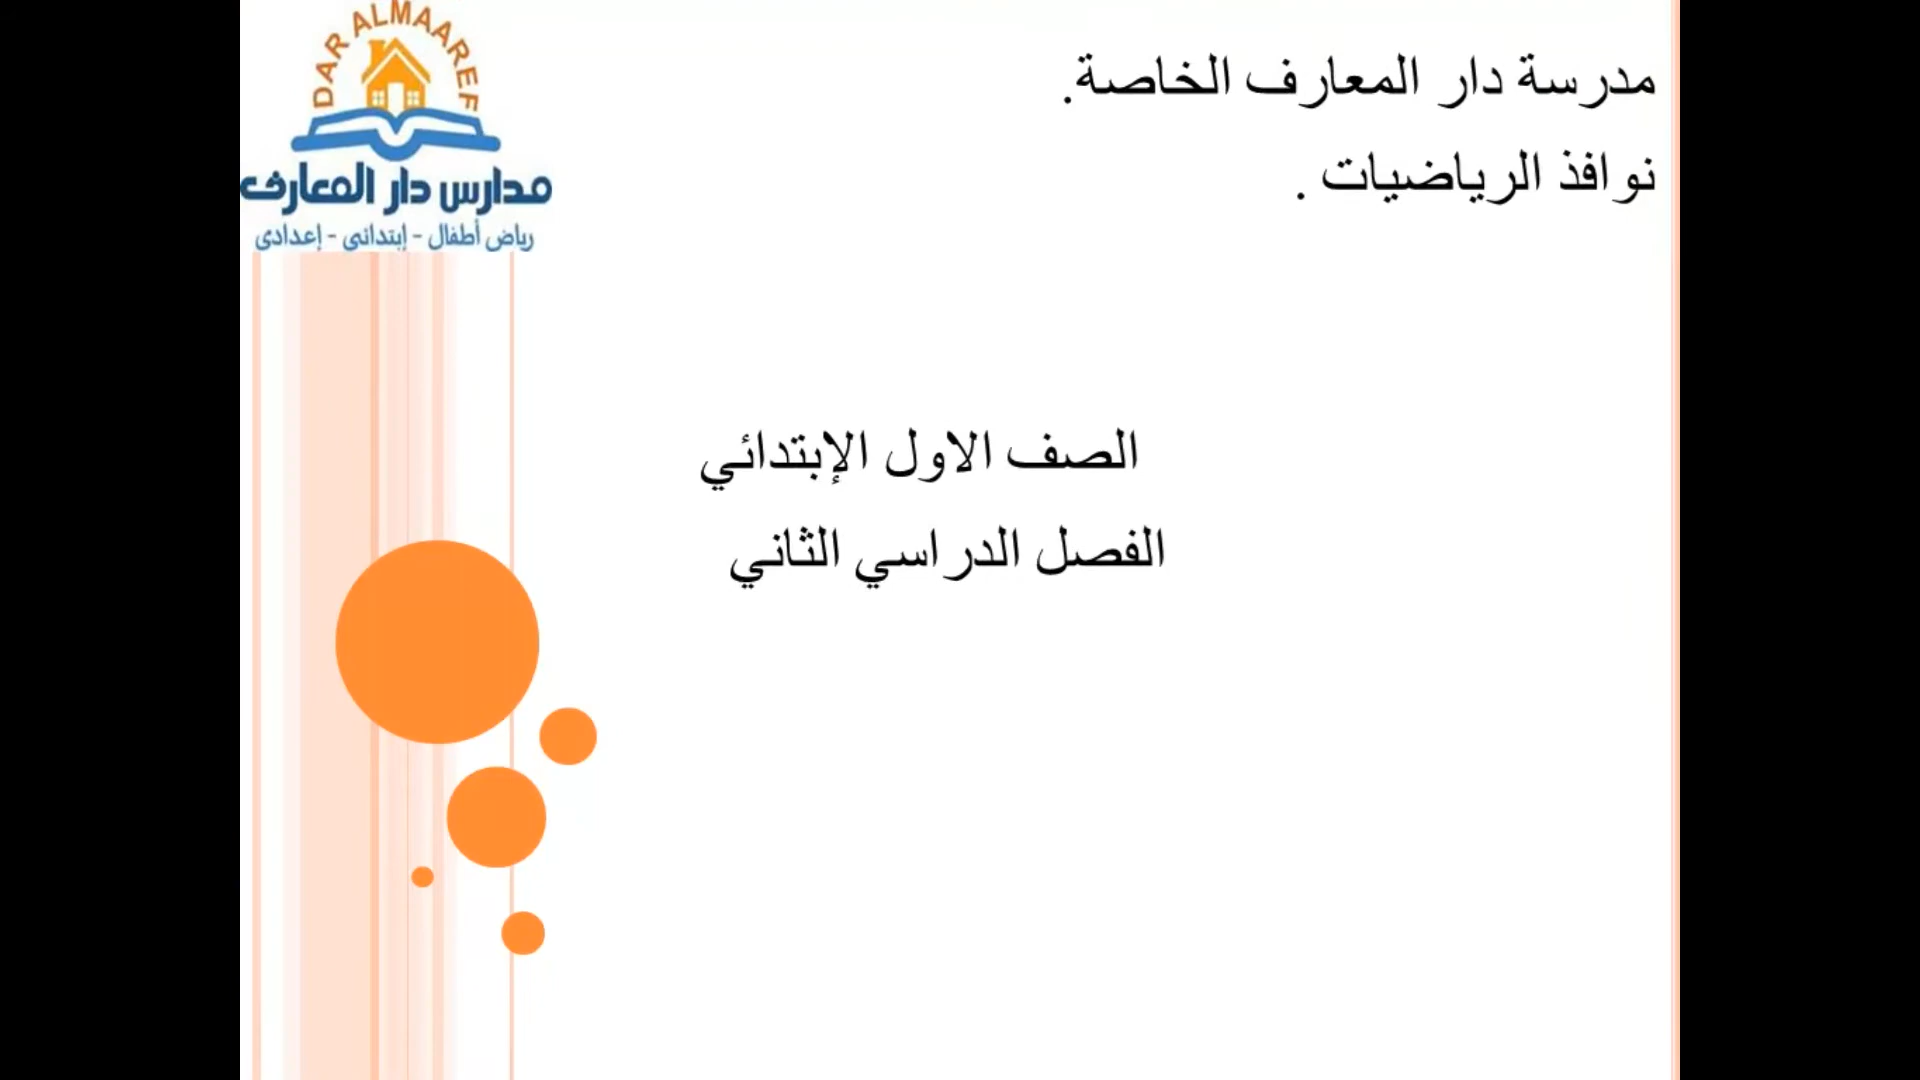 DAR ALMAAREF
مدارس دار المعارف
رياض أطفال - إبتدائى - إعدادى
مدرسة دار المعارف الخاصة.
نوافذ الرياضيات .
الصف الاول الإبتدائي
الفصل الدراسي الثاني